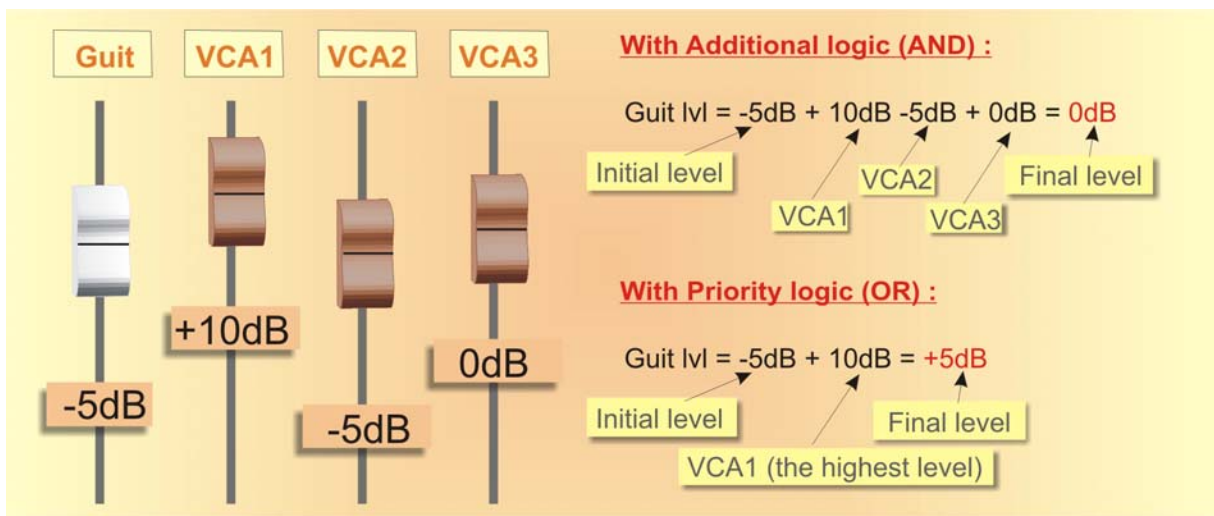 Guit
VCA1
VCA2
VCA3
+10dB
0dB
-5dB
-5dB
With Additional logic (AND) :
Guit lvl = -5dB + 10dB -5dB + 0dB = 0dB
Initial level
VCA2
Final level
VCA1
VCA3
With Priority logic (OR) :
Guit lvl = -5dB + 10dB = +5dB
Initial level
Final level
VCA1 (the highest level)